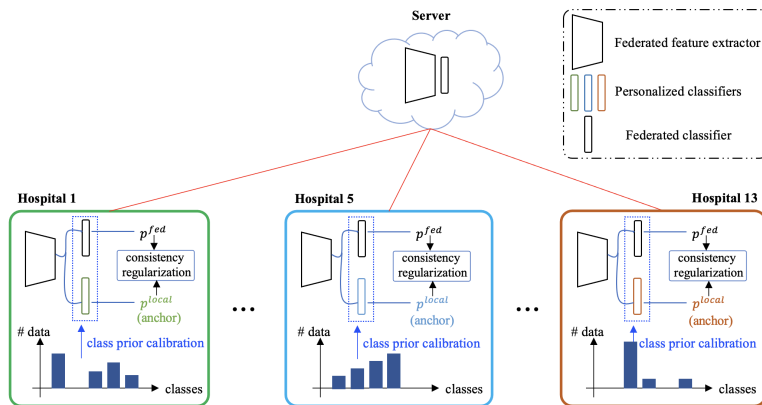 Server
Federated feature extractor
Personalized classifiers
Federated classifier
Hospital 1
p^fed
consistency
regularization
p^local
(anchor)
# data
class prior calibration
classes
...
Hospital 5
p^fed
consistency
regularization
p^local
(anchor)
# data
class prior calibration
classes
...
Hospital 13
p^fed
consistency
regularization
p^local
(anchor)
# data
class prior calibration
classes